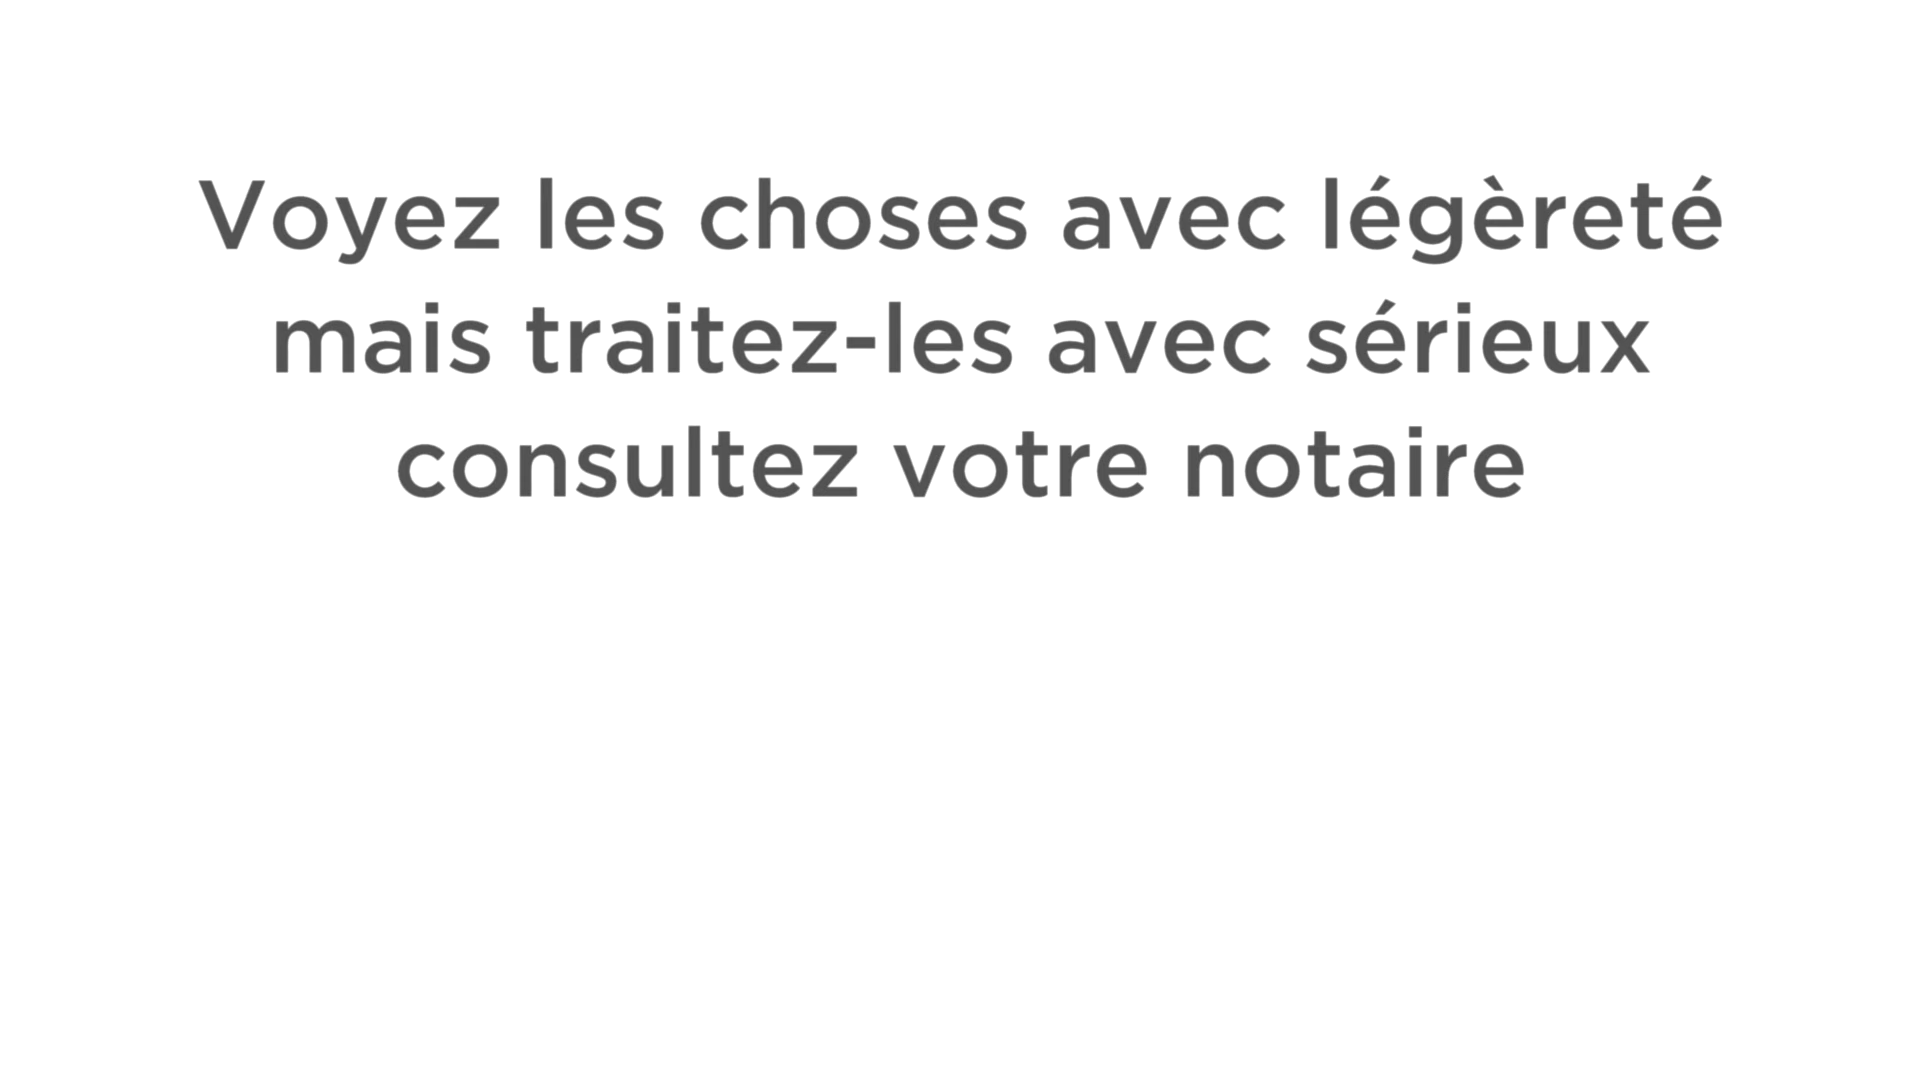 Voyez les choses avec légèreté
mais traitez-les avec sérieux
consultez votre notaire